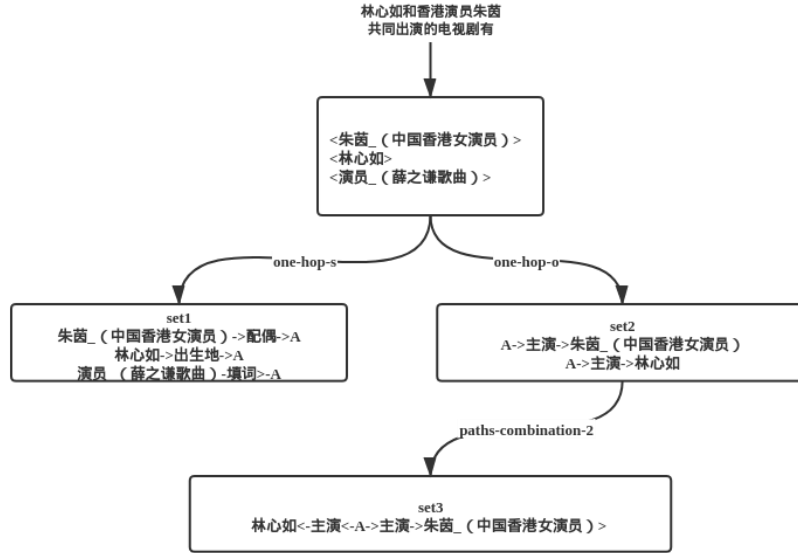 林心如和香港演员朱茵
共同出演的电视剧有
<朱茵_（中国香港女演员）>
<林心如>
<演员_（薛之谦歌曲）>
one-hop-s
one-hop-o
set1
朱茵_（中国香港女演员）->配偶->A
林心如->出生地->A
演员_（薛之谦歌曲）-填词>-A
set2
A->主演->朱茵_（中国香港女演员）
A->主演->林心如
paths-combination-2
set3
林心如<-主演<-A->主演->朱茵_（中国香港女演员）>